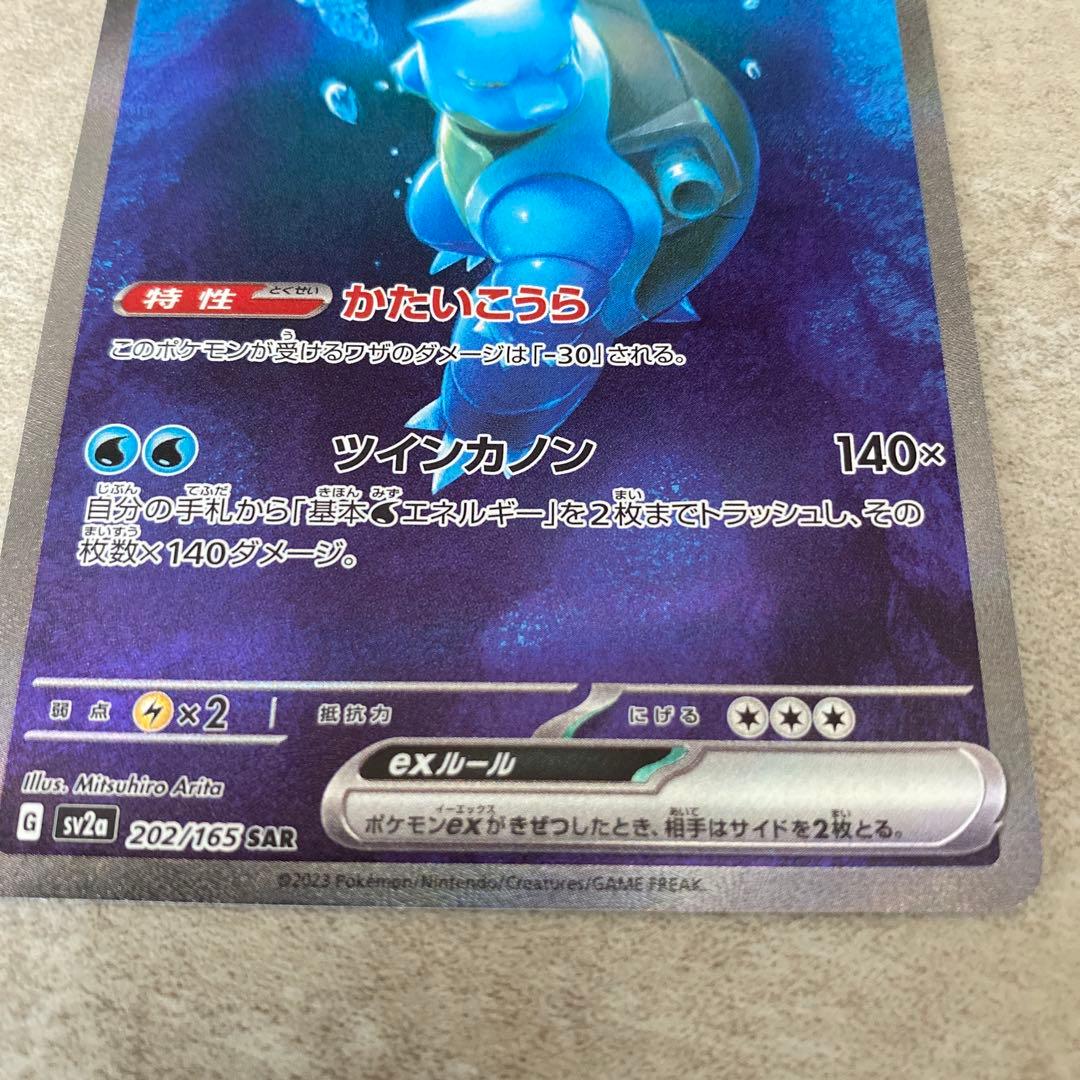 特性 とくせい かたいこうら
このポケモンが受けるワザのダメージは「-30」される。
ツインカノン 140×
自分の手札から「基本エネルギー」を2枚までトラッシュし、その
枚数×140ダメージ。
弱点 ×2 抵抗力 にげる
exルール
ポケモンexがきぜつしたとき、相手はサイドを2枚とる。
Illus. Mitsuhiro Arita
G sv2a 202/165 SAR
©2023 Pokémon/Nintendo/Creatures/GAME FREAK.